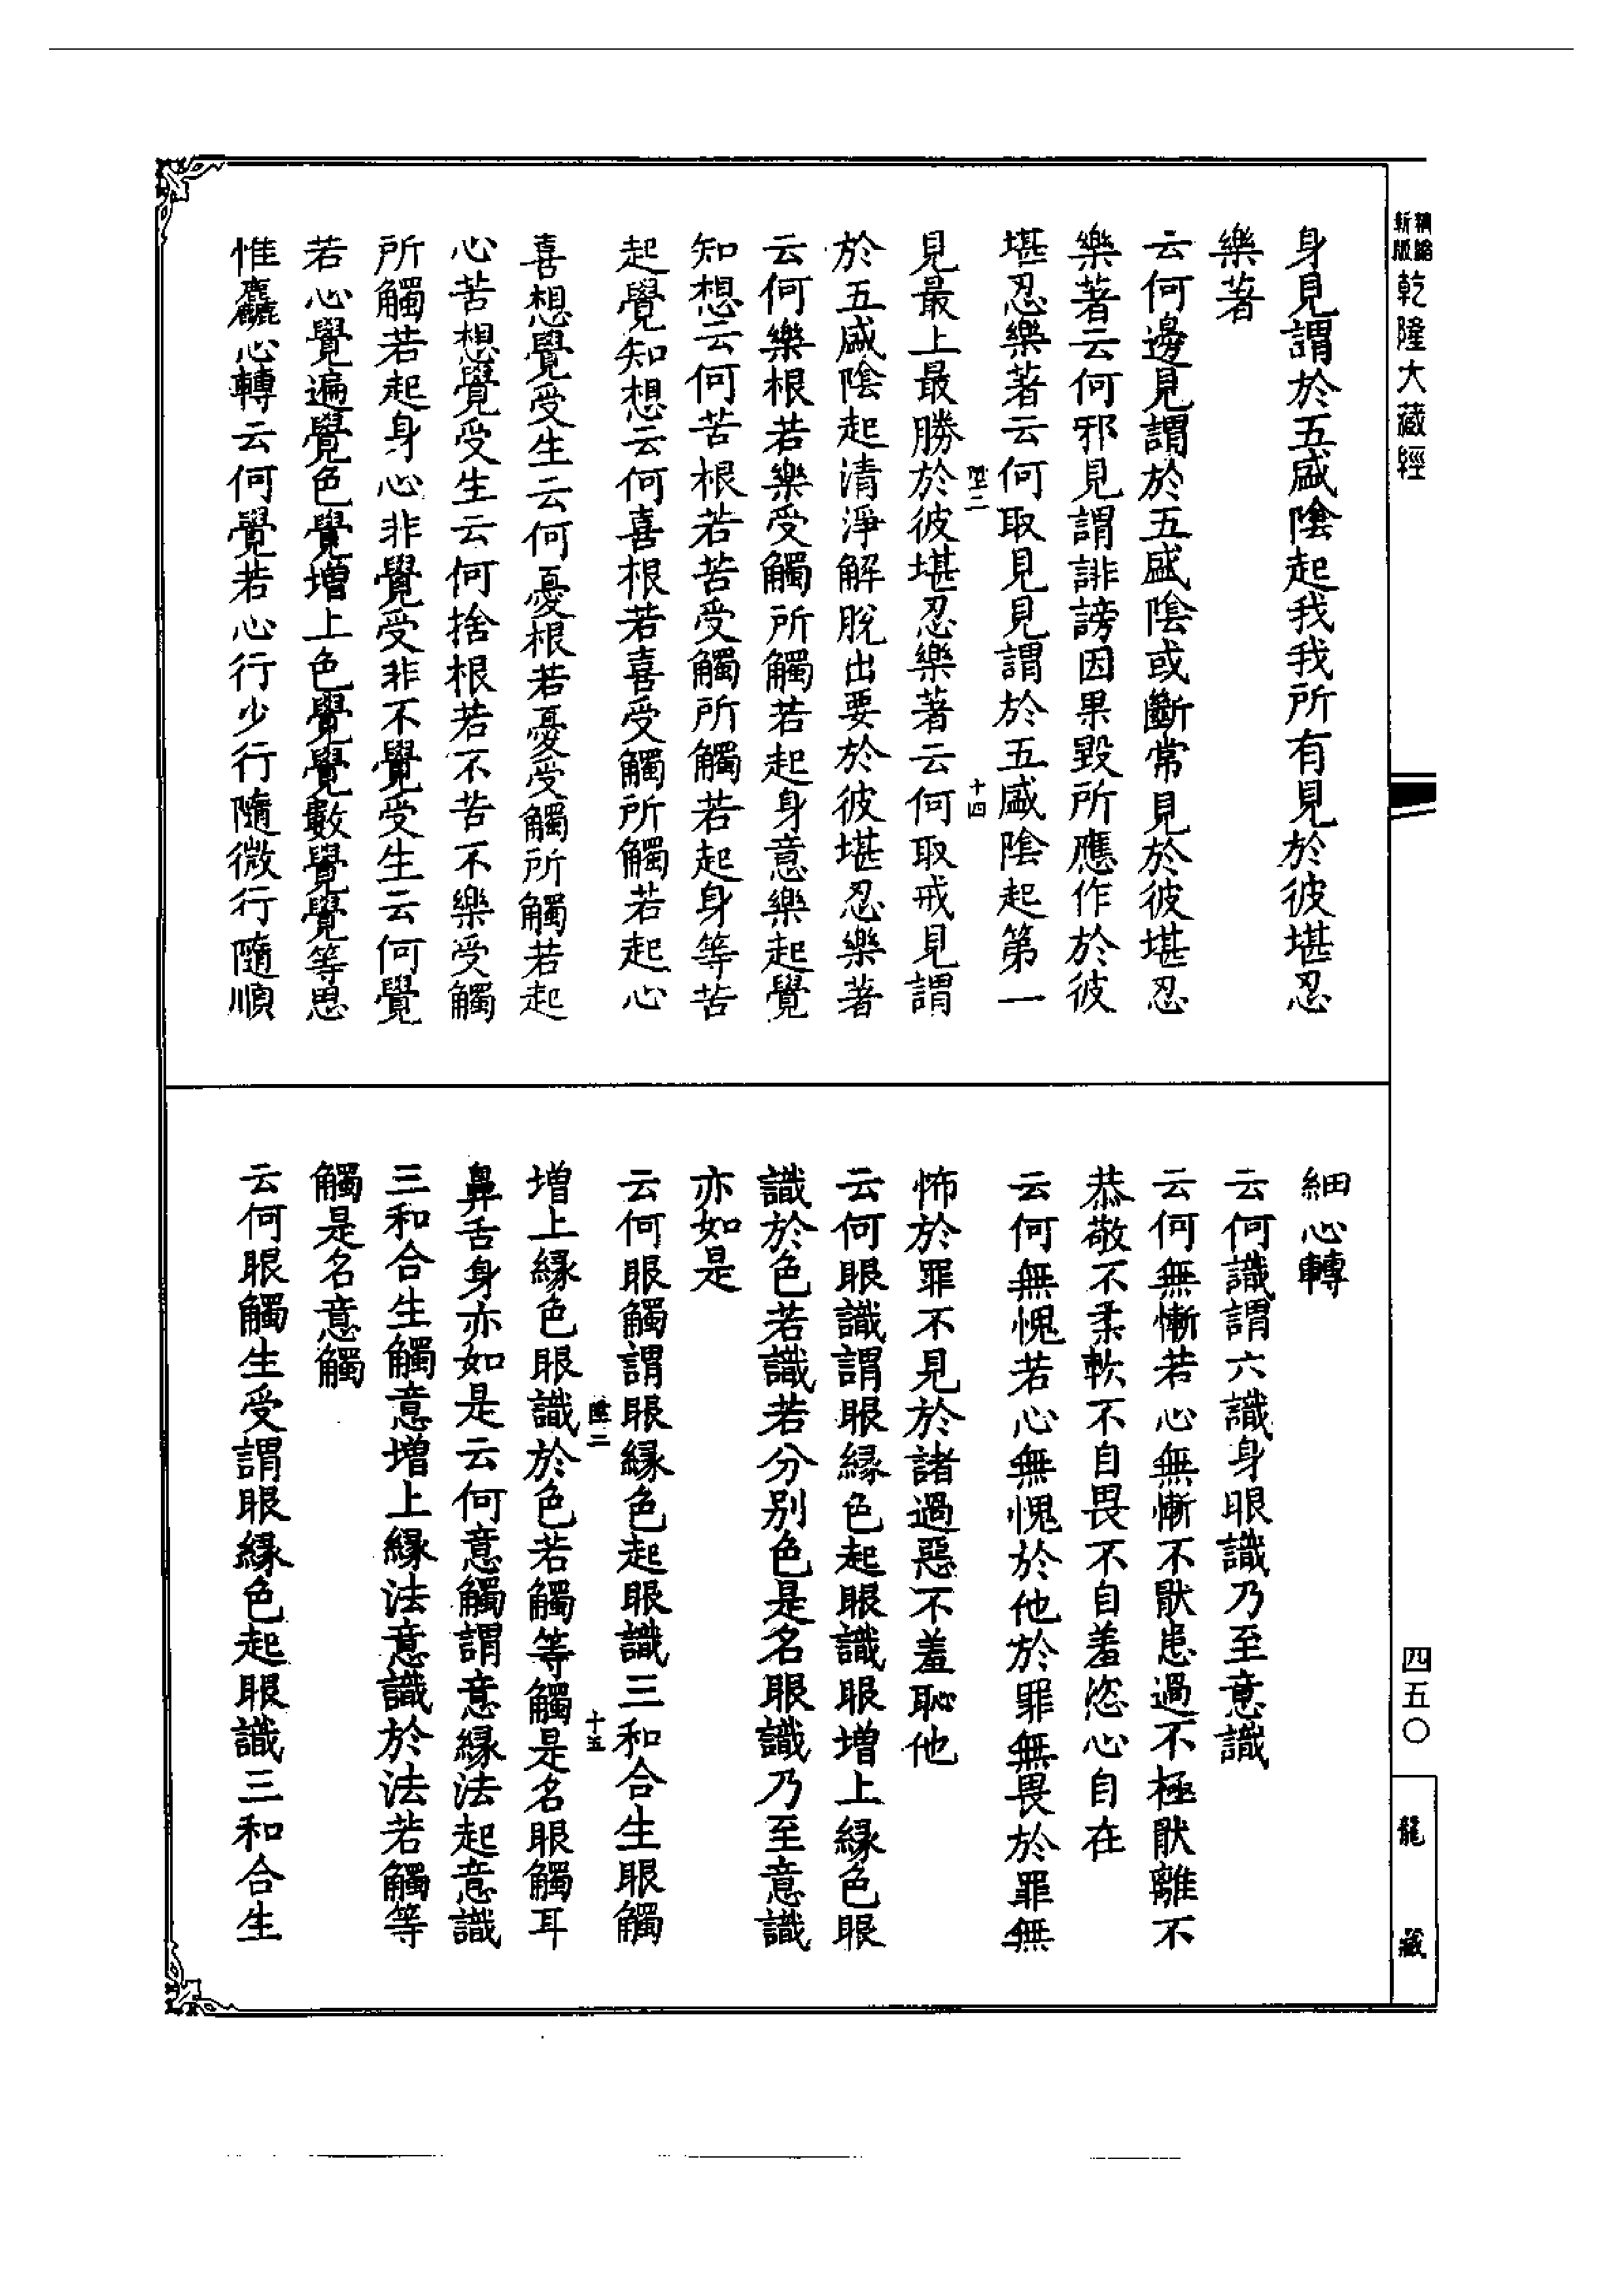 新版 精縮
乾隆大藏經
身見謂於五盛陰起我我所有見於彼堪忍
樂著
云何邊見謂於五盛陰或斷常見於彼堪忍
樂著云何邪見謂誹謗因果毀所應作於彼
堪忍樂著云何取見見謂於五盛陰起第一
陛二
十四
見最上最勝於彼堪忍樂著云何取戒見謂
於五盛陰起清淨解脫出要於彼堪忍樂著
云何樂根若樂受觸所觸若起身意樂起覺
知想云何苦根若苦受觸所觸若起身等苦
起覺知想云何喜根若喜受觸所觸若起心
喜想覺受生云何憂根若憂受觸所觸若起
心苦想覺受生云何捨根若不苦不樂受觸
所觸若起身心非覺受非不覺受生云何覺
若心覺遍覺色覺增上色覺覺數覺覺等思
惟麤心轉云何覺若心行少行隨微行隨順
細心轉
云何識謂六識身眼識乃至意識
云何無慚若心無慚不猒患過不極猒離不
恭敬不柔軟不自畏不自羞恣心自在
云何無愧若心無愧於他於罪無畏於罪無
怖於罪不見於諸過惡不羞恥他
云何眼識謂眼緣色起眼識眼增上緣色眼
識於色若識若分別色是名眼識乃至意識
亦如是
云何眼觸謂眼緣色起眼識三和合生眼觸
陛二
十五
增上緣色眼識於色若觸等觸是名眼觸耳
鼻舌身亦如是云何意觸謂意緣法起意識
三和合生觸意增上緣法意識於法若觸等
觸是名意觸
云何眼觸生受謂眼緣色起眼識三和合生
四五〇
龍藏